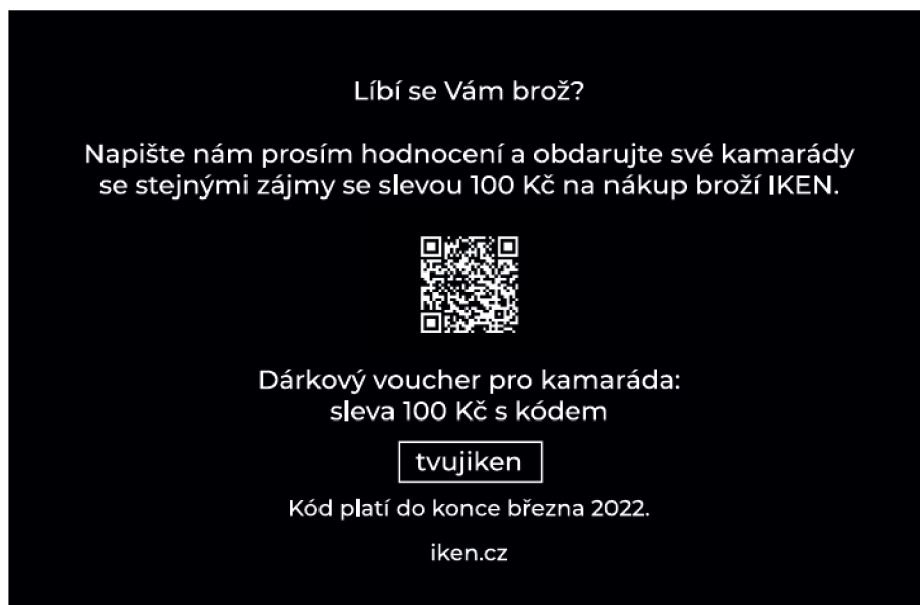 Líbí se Vám brož?
Napište nám prosím hodnocení a obdarujte své kamarády
se stejnými zájmy se slevou 100 Kč na nákup broží IKEN.
Dárkový voucher pro kamaráda:
sleva 100 Kč s kódem
tvujiken
Kód platí do konce března 2022.
iken.cz